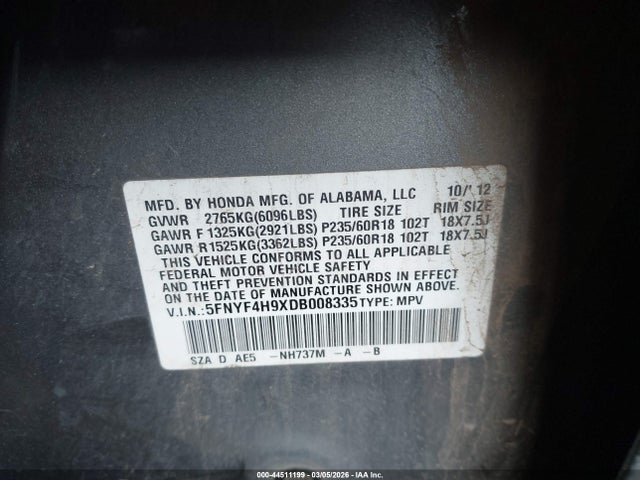 MFD. BY HONDA MFG. OF ALABAMA, LLC 10/'12
GVWR 2765KG(6096LBS) TIRE SIZE RIM SIZE
GAWR F 1325KG(2921LBS) P235/60R18 102T 18X7.5J
GAWR R1525KG(3362LBS) P235/60R18 102T 18X7.5J
THIS VEHICLE CONFORMS TO ALL APPLICABLE
FEDERAL MOTOR VEHICLE SAFETY
AND THEFT PREVENTION STANDARDS IN EFFECT
ON THE DATE OF MANUFACTURE SHOWN ABOVE.
V.I.N.:5FNYF4H9XDB008335TYPE: MPV
SZA D AE5 -NH737M -A -B
000-44511199 | 03/05/2026 | IAA Inc.